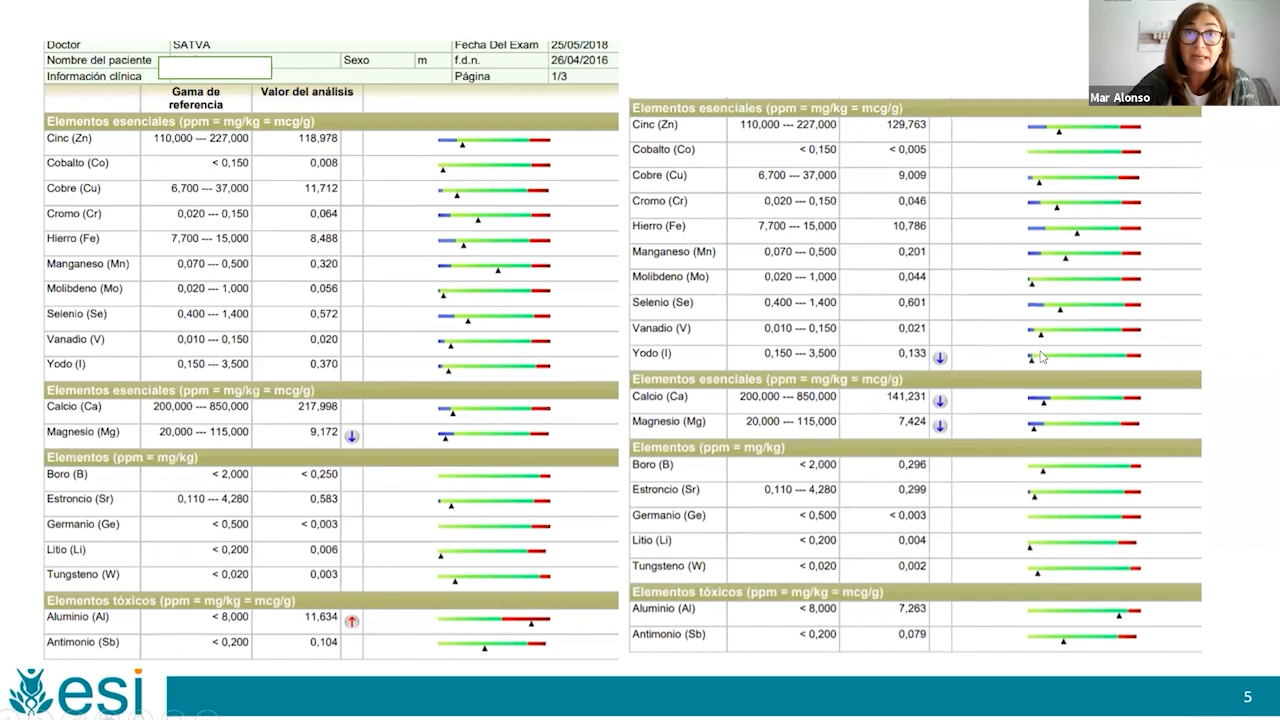 Doctor SATVA Fecha Del Exam 25/05/2018
Nombre del paciente Sexo m f.d.n. 26/04/2016
Información clínica Página 1/3
Gama de referencia Valor del análisis
Elementos esenciales (ppm = mg/kg = mcg/g)
Cinc (Zn) 110,000 --- 227,000 118,978
Cobalto (Co) < 0,150 0,008
Cobre (Cu) 6,700 --- 37,000 11,712
Cromo (Cr) 0,020 --- 0,150 0,064
Hierro (Fe) 7,700 --- 15,000 8,488
Manganeso (Mn) 0,070 --- 0,500 0,320
Molibdeno (Mo) 0,020 --- 1,000 0,056
Selenio (Se) 0,400 --- 1,400 0,572
Vanadio (V) 0,010 --- 0,150 0,020
Yodo (I) 0,150 --- 3,500 0,370
Elementos esenciales (ppm = mg/kg = mcg/g)
Calcio (Ca) 200,000 --- 850,000 217,998
Magnesio (Mg) 20,000 --- 115,000 9,172 ↓
Elementos (ppm = mg/kg)
Boro (B) < 2,000 < 0,250
Estroncio (Sr) 0,110 --- 4,280 0,583
Germanio (Ge) < 0,500 < 0,003
Litio (Li) < 0,200 0,006
Tungsteno (W) < 0,020 0,003
Elementos tóxicos (ppm = mg/kg = mcg/g)
Aluminio (Al) < 8,000 11,634 ↑
Antimonio (Sb) < 0,200 0,104
Elementos esenciales (ppm = mg/kg = mcg/g)
Cinc (Zn) 110,000 --- 227,000 129,763
Cobalto (Co) < 0,150 < 0,005
Cobre (Cu) 6,700 --- 37,000 9,009
Cromo (Cr) 0,020 --- 0,150 0,046
Hierro (Fe) 7,700 --- 15,000 10,786
Manganeso (Mn) 0,070 --- 0,500 0,201
Molibdeno (Mo) 0,020 --- 1,000 0,044
Selenio (Se) 0,400 --- 1,400 0,601
Vanadio (V) 0,010 --- 0,150 0,021
Yodo (I) 0,150 --- 3,500 0,133 ↓
Elementos esenciales (ppm = mg/kg = mcg/g)
Calcio (Ca) 200,000 --- 850,000 141,231 ↓
Magnesio (Mg) 20,000 --- 115,000 7,424 ↓
Elementos (ppm = mg/kg)
Boro (B) < 2,000 0,296
Estroncio (Sr) 0,110 --- 4,280 0,299
Germanio (Ge) < 0,500 < 0,003
Litio (Li) < 0,200 0,004
Tungsteno (W) < 0,020 0,002
Elementos tóxicos (ppm = mg/kg = mcg/g)
Aluminio (Al) < 8,000 7,263
Antimonio (Sb) < 0,200 0,079
Mar Alonso
esi
5